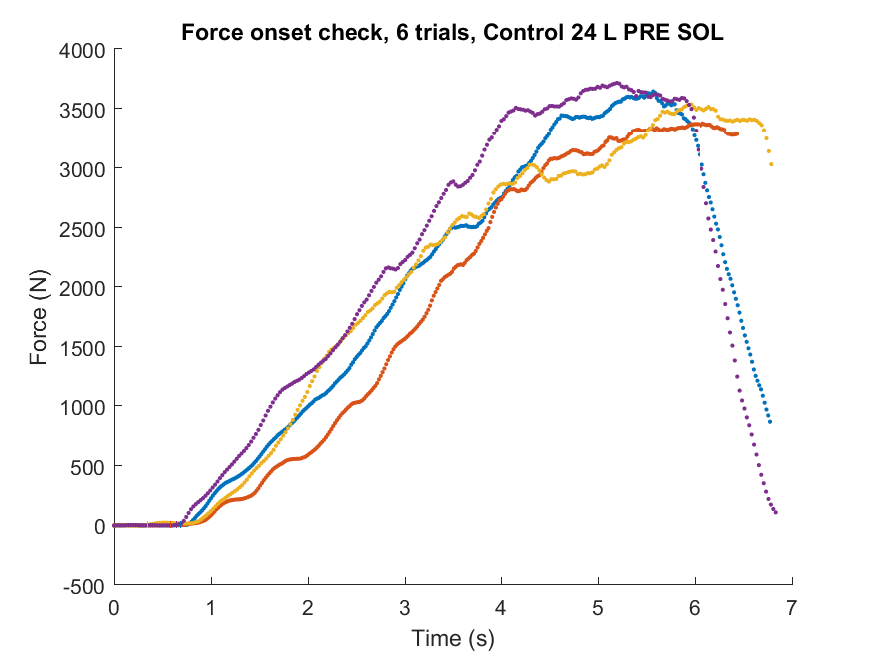 Force onset check, 6 trials, Control 24 L PRE SOL
4000
3500
3000
2500
2000
1500
1000
500
0
-500
Force (N)
0 1 2 3 4 5 6 7
Time (s)